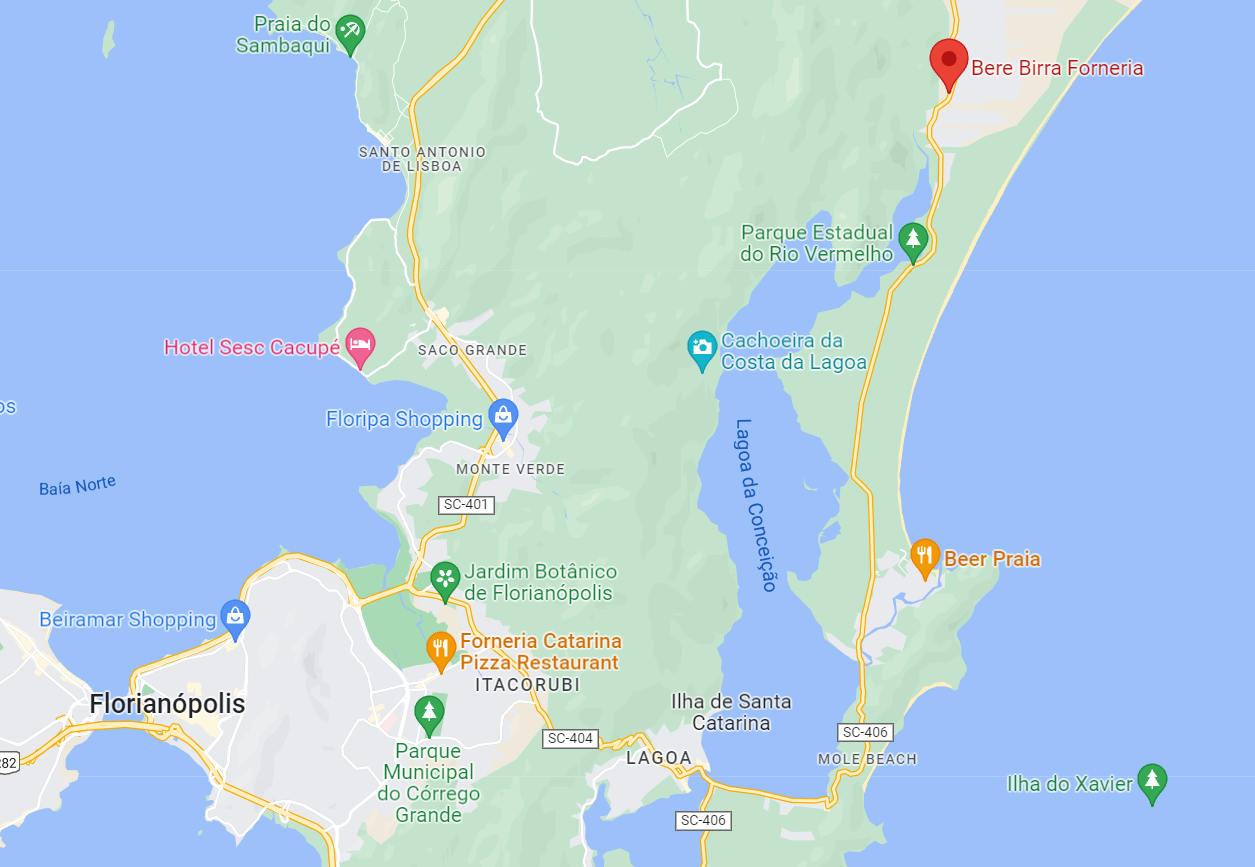 Praia do
Sambaqui
Bere Birra Forneria
SANTO ANTONIO
DE LISBOA
Parque Estadual
do Rio Vermelho
Hotel Sesc Cacupé
SACO GRANDE
Cachoeira da
Costa da Lagoa
os
Floripa Shopping
Lagoa da Conceição
MONTE VERDE
Baía Norte
SC-401
Beer Praia
Jardim Botânico
de Florianópolis
Beiramar Shopping
Forneria Catarina
Pizza Restaurant
ITACORUBI
Florianópolis
Ilha de Santa
Catarina
SC-406
SC-404
Parque
Municipal
do Córrego
Grande
LAGOA
MOLE BEACH
282
Ilha do Xavier
SC-406